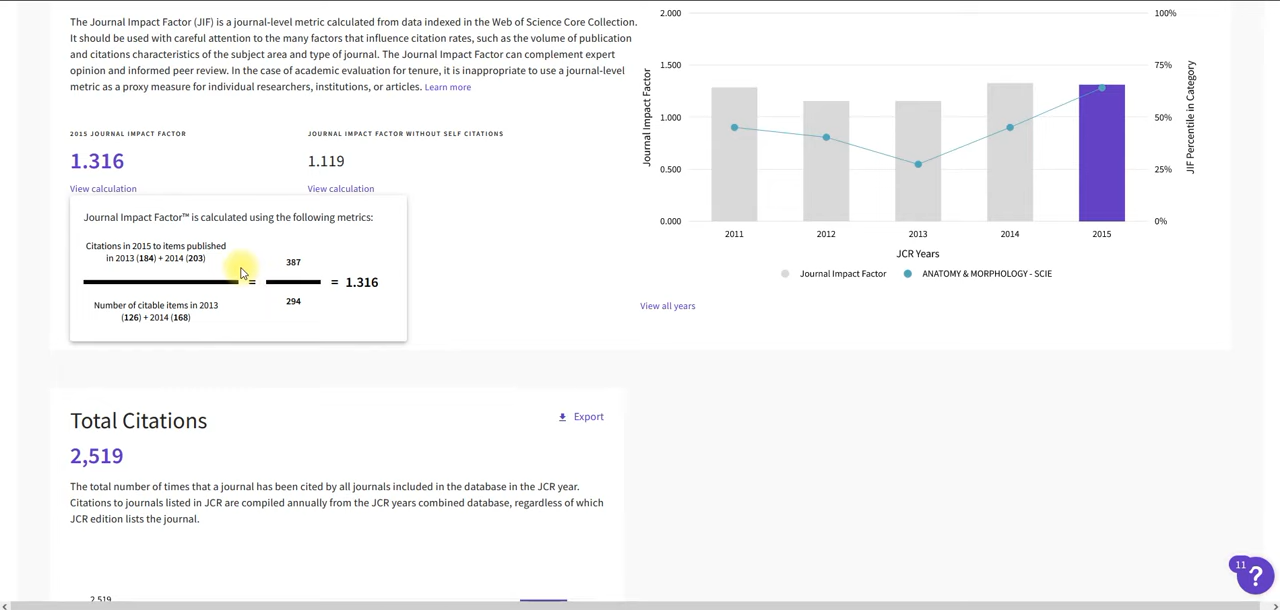 The Journal Impact Factor (JIF) is a journal-level metric calculated from data indexed in the Web of Science Core Collection.
It should be used with careful attention to the many factors that influence citation rates, such as the volume of publication
and citations characteristics of the subject area and type of journal. The Journal Impact Factor can complement expert
opinion and informed peer review. In the case of academic evaluation for tenure, it is inappropriate to use a journal-level
metric as a proxy measure for individual researchers, institutions, or articles. Learn more
2015 JOURNAL IMPACT FACTOR
1.316
View calculation
JOURNAL IMPACT FACTOR WITHOUT SELF CITATIONS
1.119
View calculation
Journal Impact Factor™ is calculated using the following metrics:
Citations in 2015 to items published
in 2013 (184) + 2014 (203)
Number of citable items in 2013
(126) + 2014 (168)
=
387
294
= 1.316
2.000
1.500
1.000
0.500
0.000
Journal Impact Factor
100%
75%
50%
25%
0%
JIF Percentile in Category
2011 2012 2013 2014 2015
JCR Years
Journal Impact Factor ANATOMY & MORPHOLOGY - SCIE
View all years
Total Citations
Export
2,519
The total number of times that a journal has been cited by all journals included in the database in the JCR year.
Citations to journals listed in JCR are compiled annually from the JCR years combined database, regardless of which
JCR edition lists the journal.
2,519
11
?